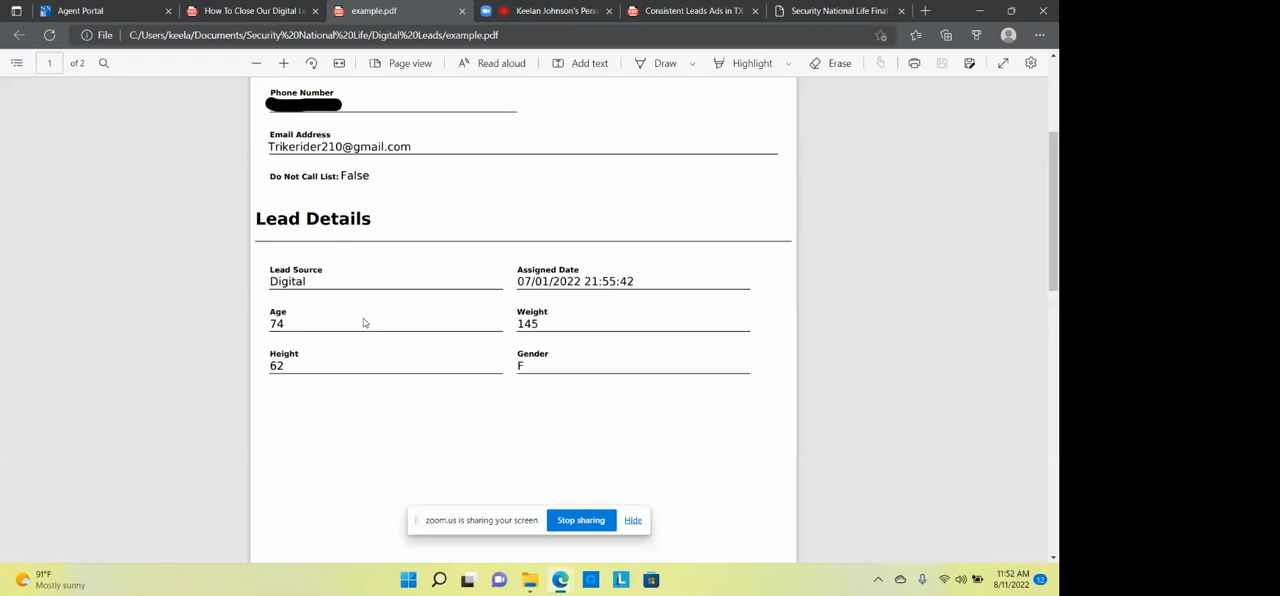 Agent Portal
How To Close Our Digital L
example.pdf
Keelan Johnson's Pers
Consistent Leads Ads in TX
Security National Life Final
File
C:/Users/keela/Documents/Security%20National%20Life/Digital%20Leads/example.pdf
1 of 2
Page view
Read aloud
Add text
Draw
Highlight
Erase
Phone Number
Email Address
Trikerider210@gmail.com
Do Not Call List: False
Lead Details
Lead Source
Assigned Date
Digital
07/01/2022 21:55:42
Age
Weight
74
145
Height
Gender
62
F
zoom.us is sharing your screen.
Stop sharing
Hide
91°F
Mostly sunny
11:52 AM
8/11/2022
12